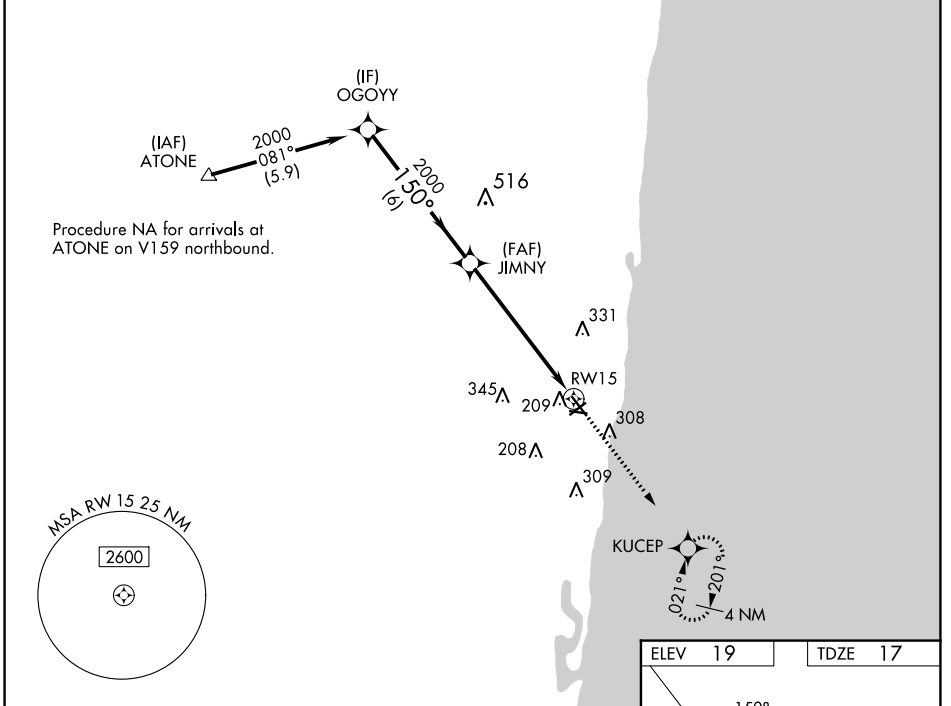 (IF)
OGOYY
(IAF)
ATONE
2000
081°
(5.9)
2000
150°
(6)
516
Procedure NA for arrivals at
ATONE on V159 northbound.
(FAF)
JIMNY
331
RW15
345
209
308
208
309
MSA RW 15 25 NM
2600
KUCEP
021°
201°
4 NM
ELEV 19
TDZE 17
150°